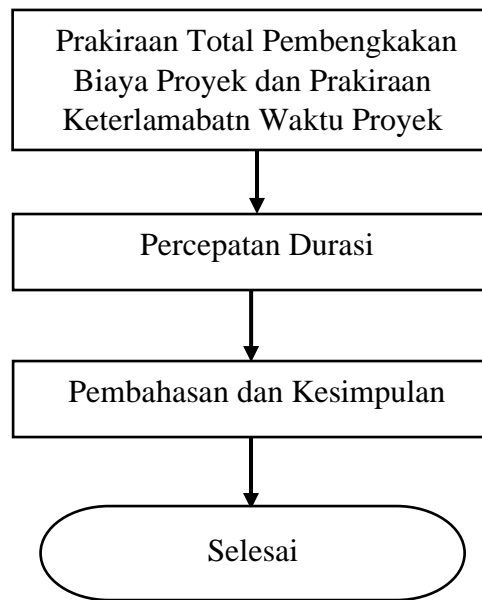 Prakiraan Total Pembengkakan
Biaya Proyek dan Prakiraan
Keterlamabatn Waktu Proyek
Percepatan Durasi
Pembahasan dan Kesimpulan
Selesai